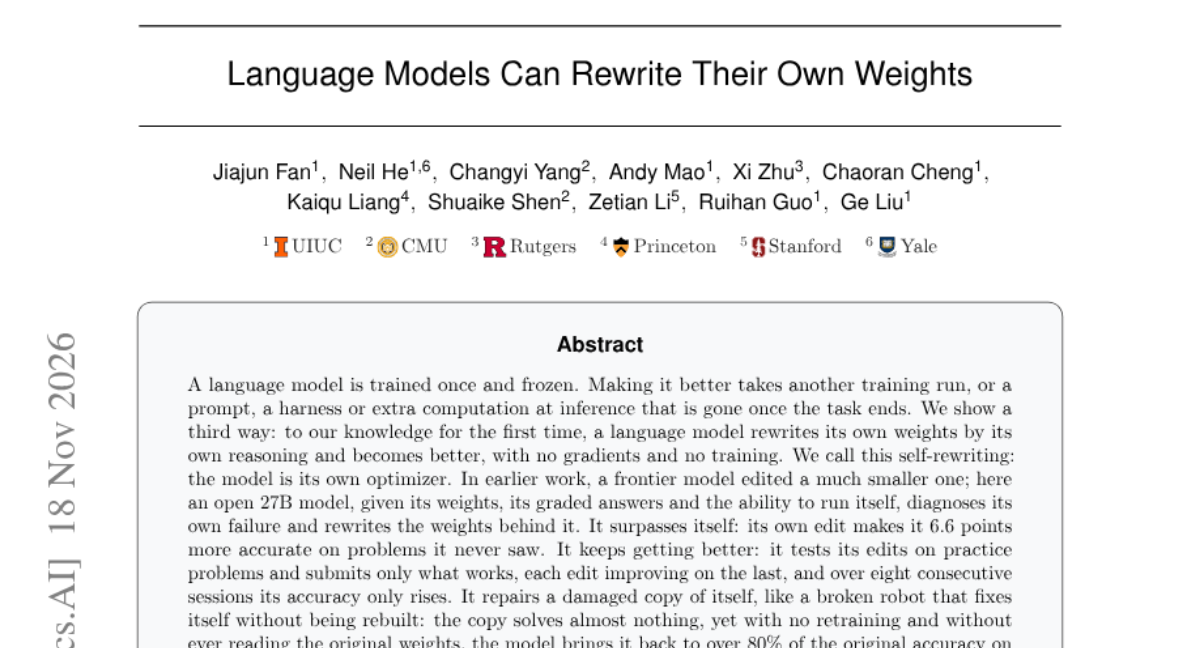 Language Models Can Rewrite Their Own Weights
Jiajun Fan1, Neil He1,6, Changyi Yang2, Andy Mao1, Xi Zhu3, Chaoran Cheng1,
Kaiqu Liang4, Shuaike Shen2, Zetian Li5, Ruihan Guo1, Ge Liu1
1 UIUC 2 CMU 3 Rutgers 4 Princeton 5 Stanford 6 Yale
Abstract
A language model is trained once and frozen. Making it better takes another training run, or a
prompt, a harness or extra computation at inference that is gone once the task ends. We show a
third way: to our knowledge for the first time, a language model rewrites its own weights by its
own reasoning and becomes better, with no gradients and no training. We call this self-rewriting:
the model is its own optimizer. In earlier work, a frontier model edited a much smaller one; here
an open 27B model, given its weights, its graded answers and the ability to run itself, diagnoses its
own failure and rewrites the weights behind it. It surpasses itself: its own edit makes it 6.6 points
more accurate on problems it never saw. It keeps getting better: it tests its edits on practice
problems and submits only what works, each edit improving on the last, and over eight consecutive
sessions its accuracy only rises. It repairs a damaged copy of itself, like a broken robot that fixes
itself without being rebuilt: the copy solves almost nothing, yet with no retraining and without
ever reading the original weights, the model brings it back to over 80% of the original accuracy on
cs.AI] 18 Nov 2026